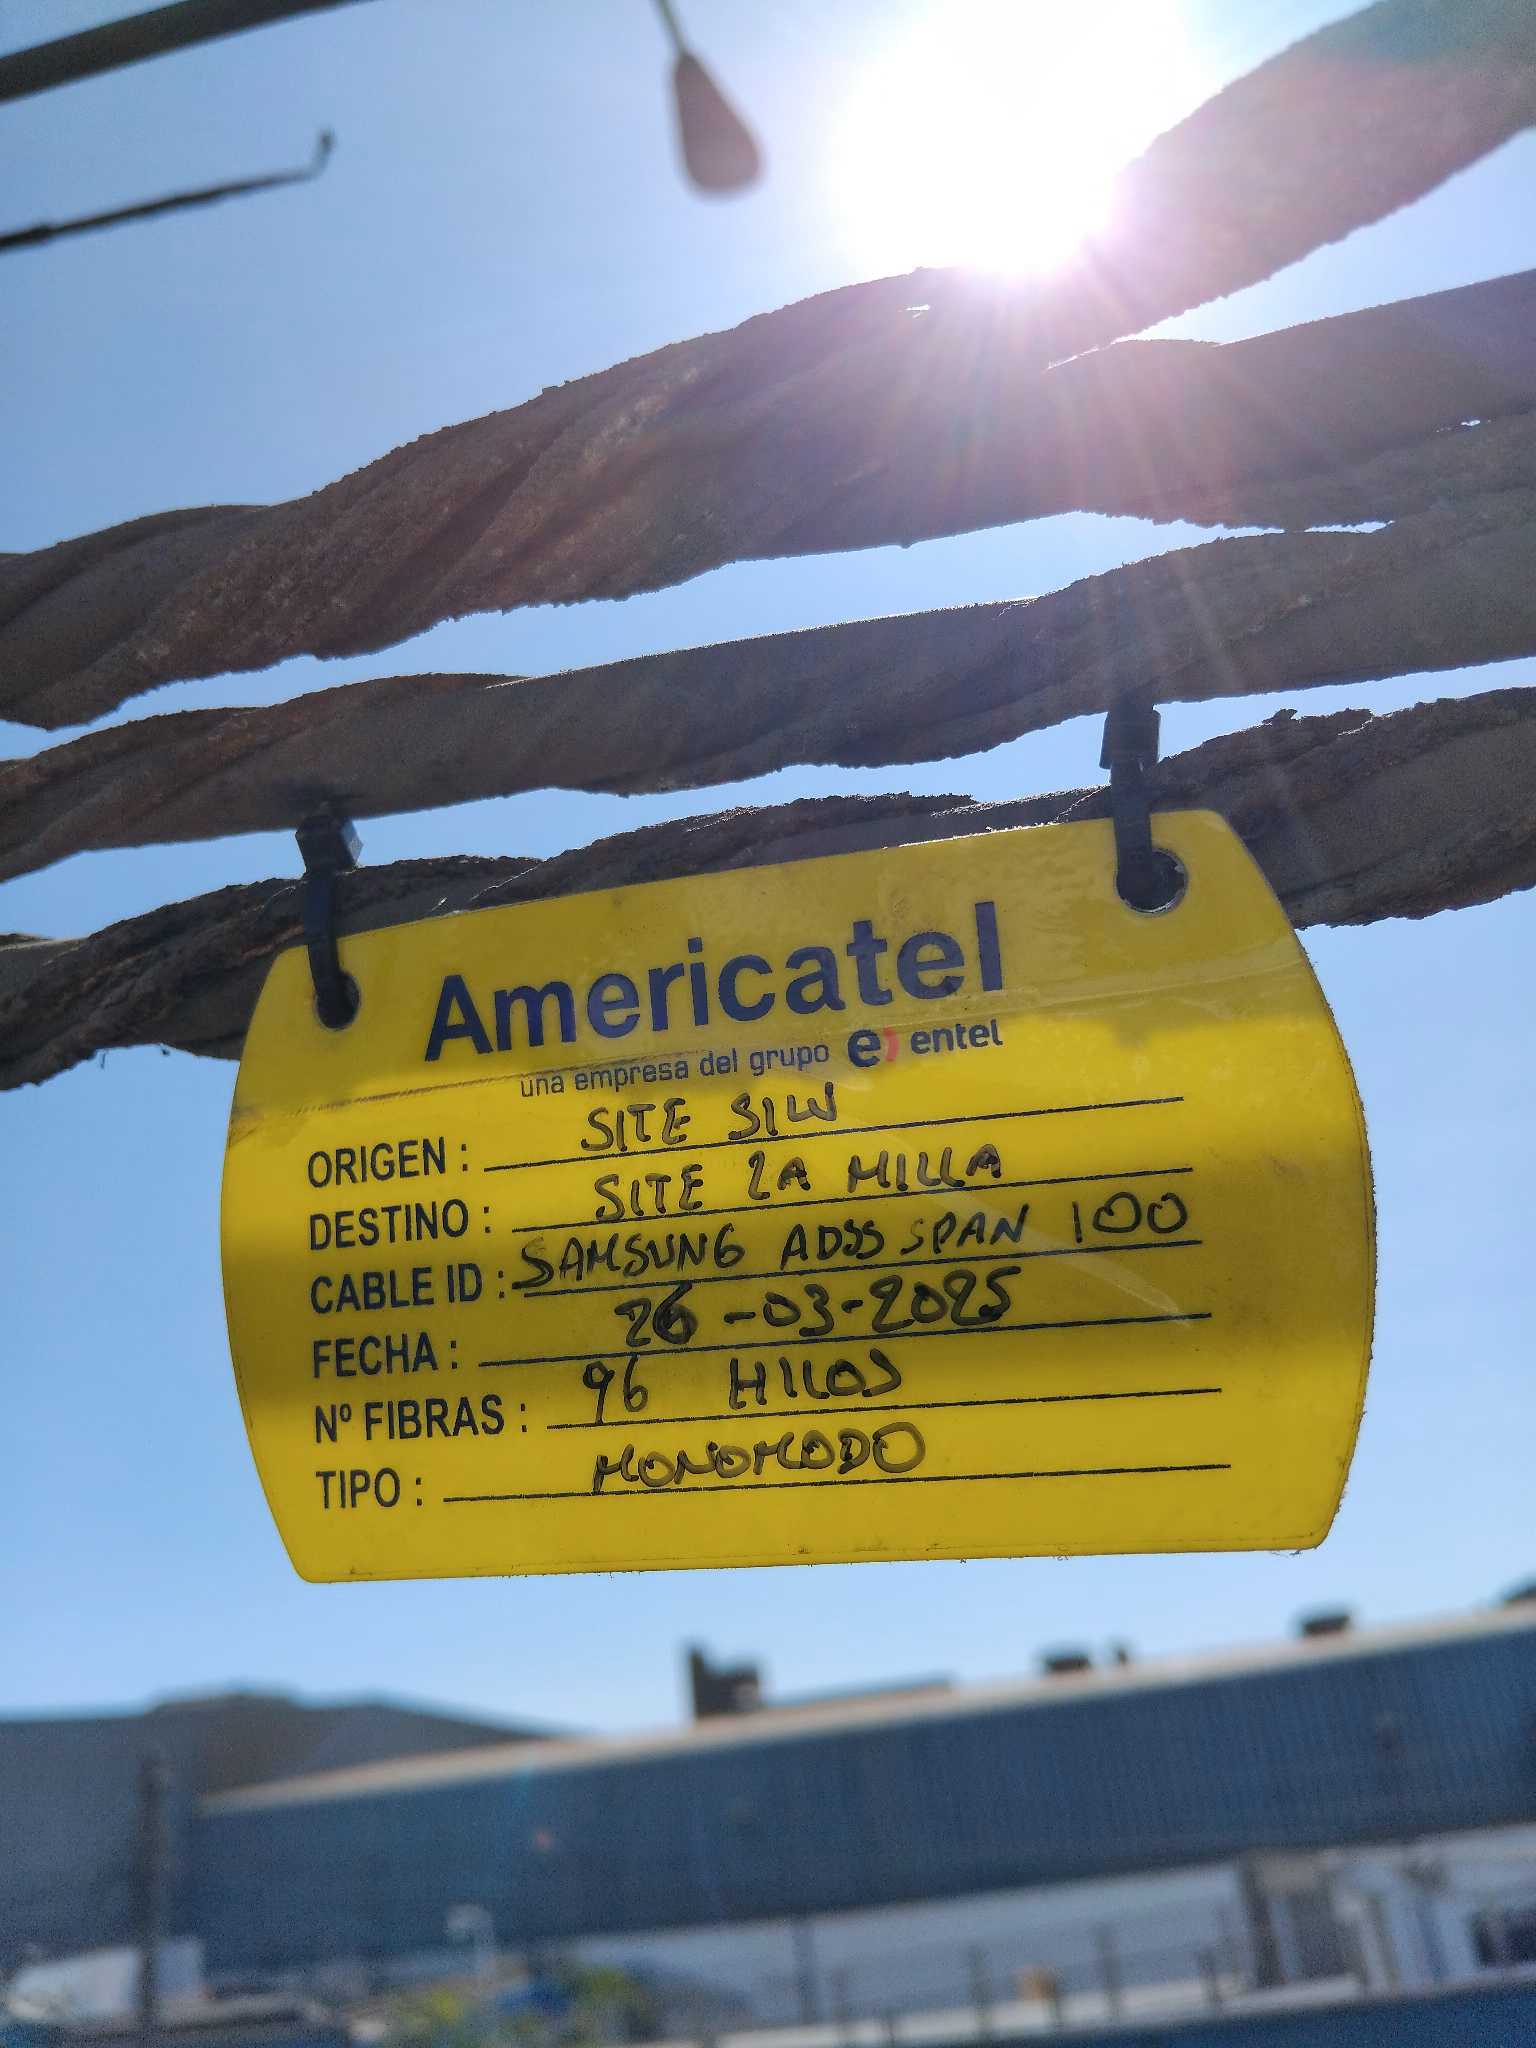 Americatel
una empresa del grupo e) entel
ORIGEN : SITE SIW
DESTINO : SITE LA MILLA
CABLE ID : SAMSUNG ADSS SPAN 100
FECHA : 26-03-2025
Nº FIBRAS : 96 HILOS
TIPO : MONOMODO